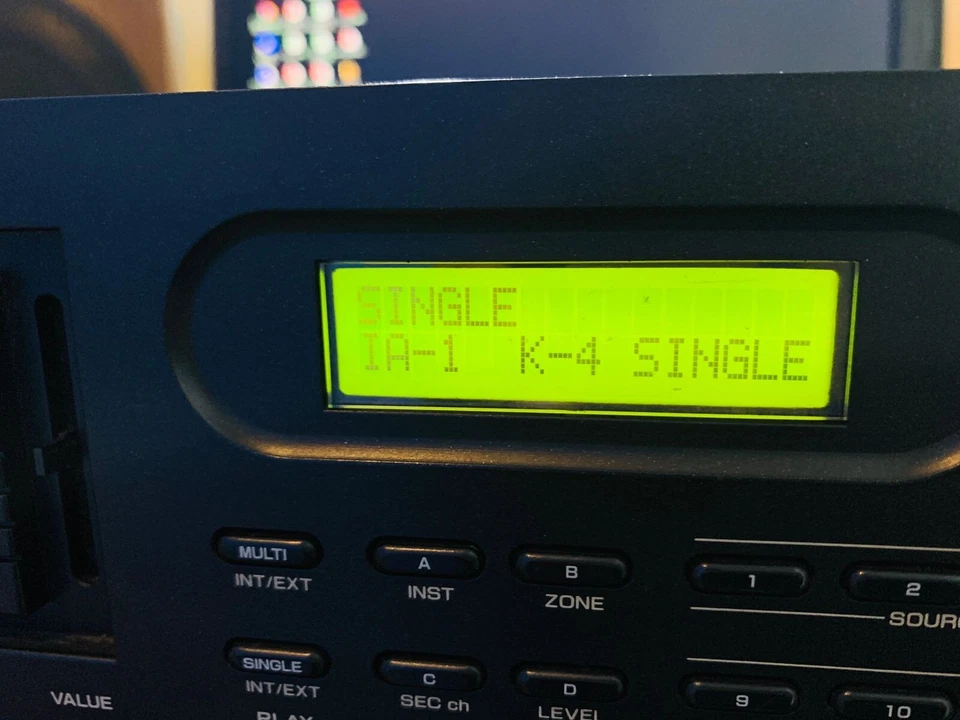 SINGLE
IA-1 K-4 SINGLE
MULTI A B 1 2
INT/EXT INST ZONE
SINGLE C D 9 10
INT/EXT SEC ch LEVEL
VALUE